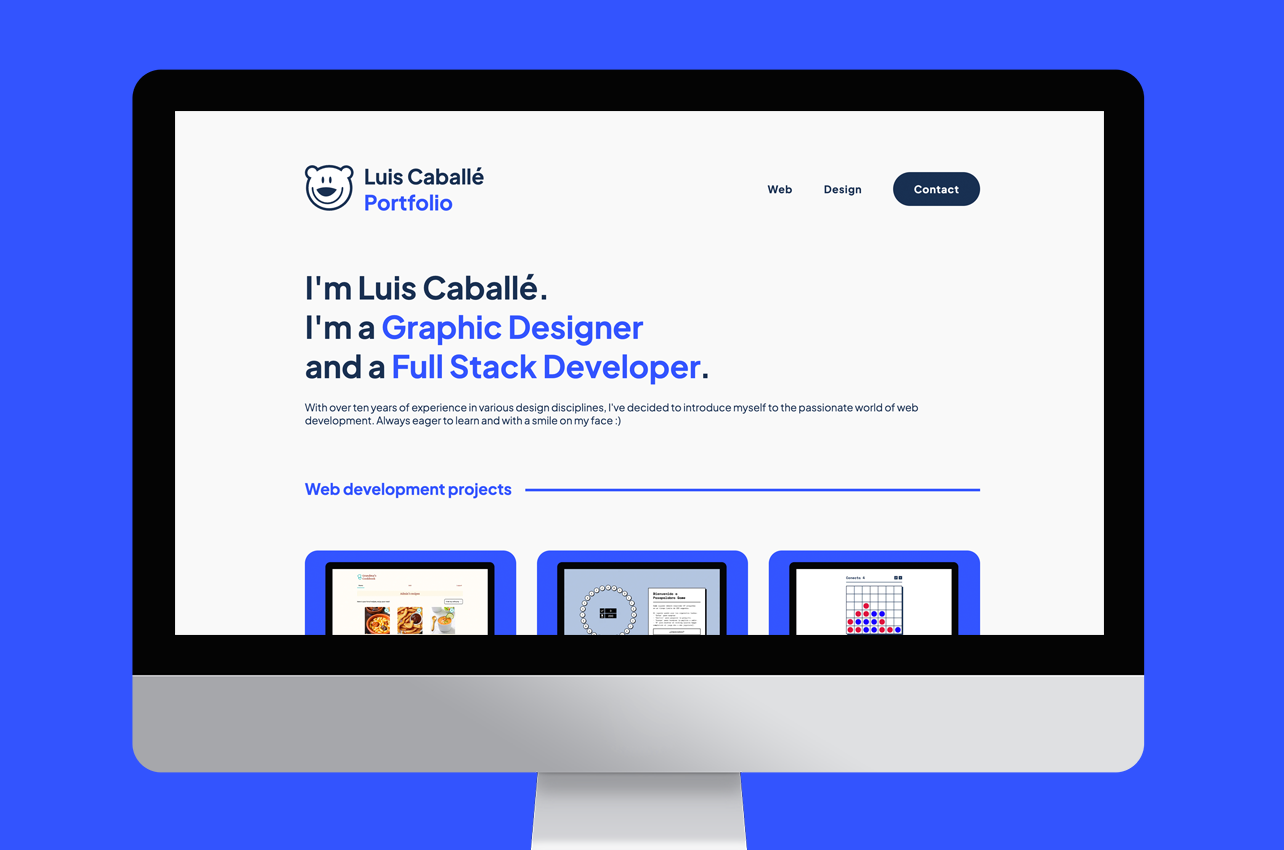 Luis Caballé
Portfolio
Web
Design
Contact
I'm Luis Caballé.
I'm a Graphic Designer
and a Full Stack Developer.
With over ten years of experience in various design disciplines, I've decided to introduce myself to the passionate world of web
development. Always eager to learn and with a smile on my face :)
Web development projects
Bienvenido a
Pasapalabra Game
Conecta 4